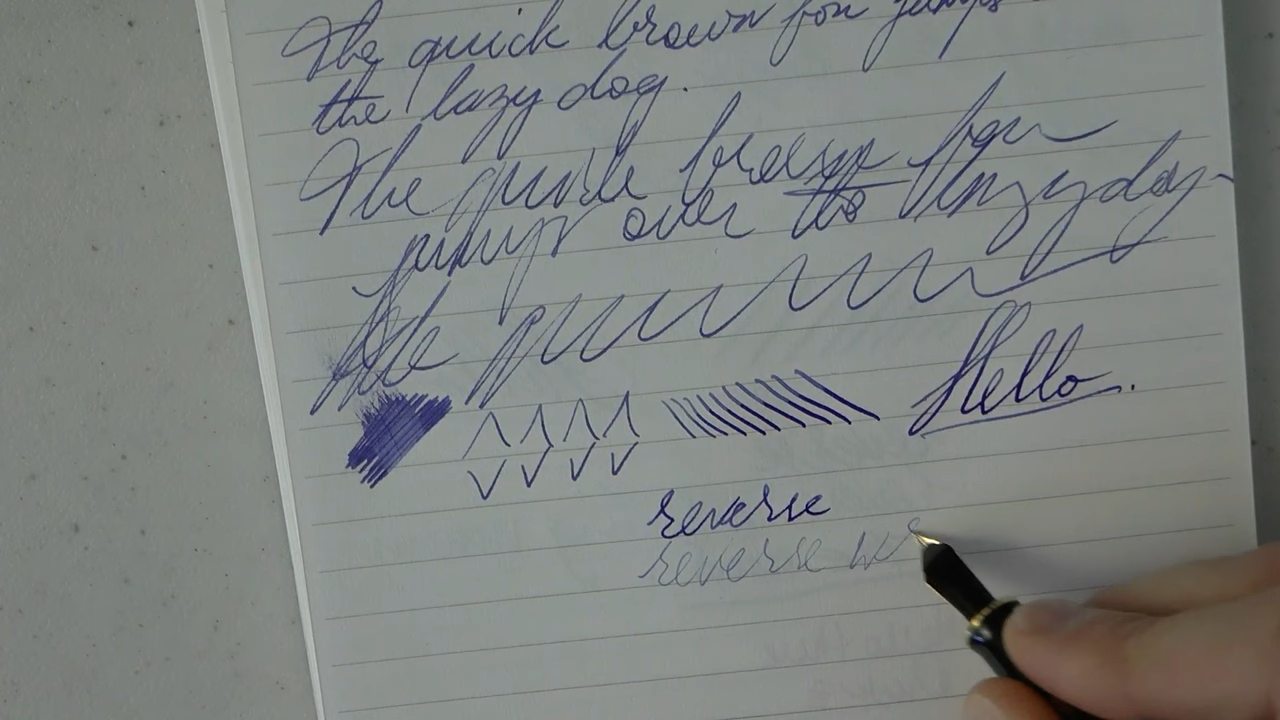 The quick brown fox jumps
the lazy dog.
The quick brown fox
jumps over the lazy dog
The
Hello.
reverse
reverse wr